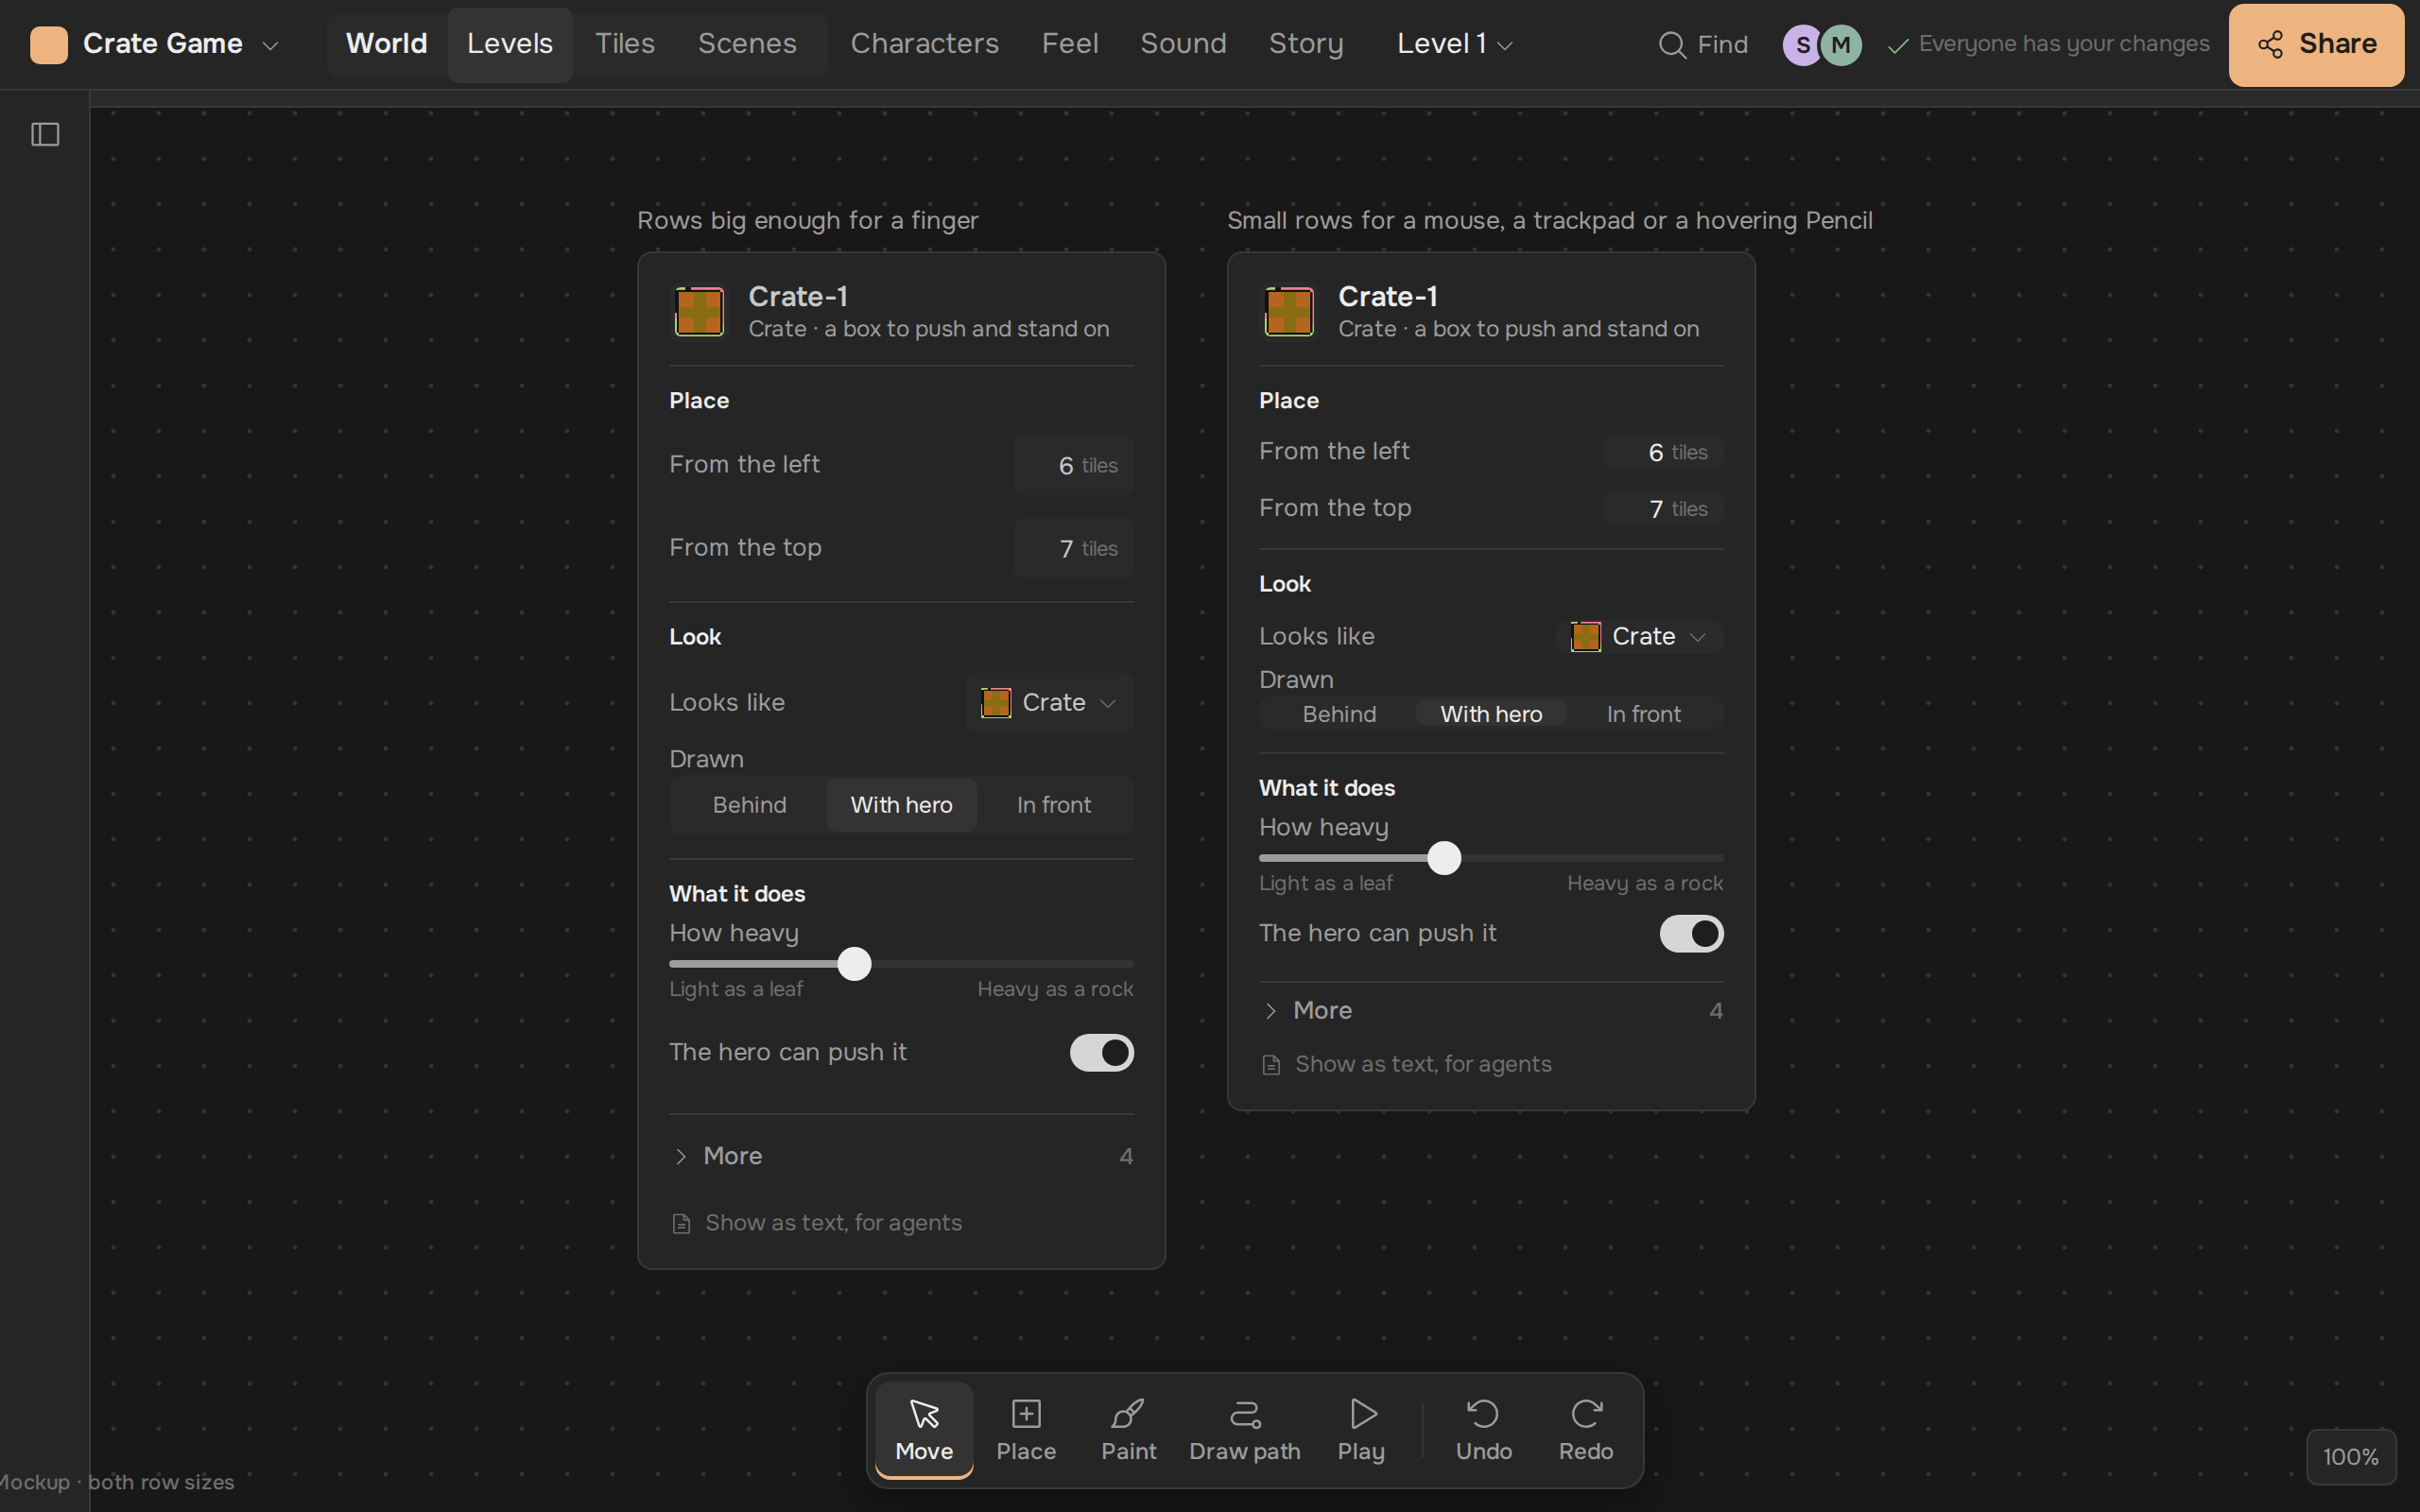 Crate Game
World
Levels
Tiles
Scenes
Characters
Feel
Sound
Story
Level 1
Find
S
M
Everyone has your changes
Share
Rows big enough for a finger
Crate-1
Crate · a box to push and stand on
Place
From the left
6 tiles
From the top
7 tiles
Look
Looks like
Crate
Drawn
Behind
With hero
In front
What it does
How heavy
Light as a leaf
Heavy as a rock
The hero can push it
More
4
Show as text, for agents
Small rows for a mouse, a trackpad or a hovering Pencil
Crate-1
Crate · a box to push and stand on
Place
From the left
6 tiles
From the top
7 tiles
Look
Looks like
Crate
Drawn
Behind
With hero
In front
What it does
How heavy
Light as a leaf
Heavy as a rock
The hero can push it
More
4
Show as text, for agents
Move
Place
Paint
Draw path
Play
Undo
Redo
100%
Mockup · both row sizes